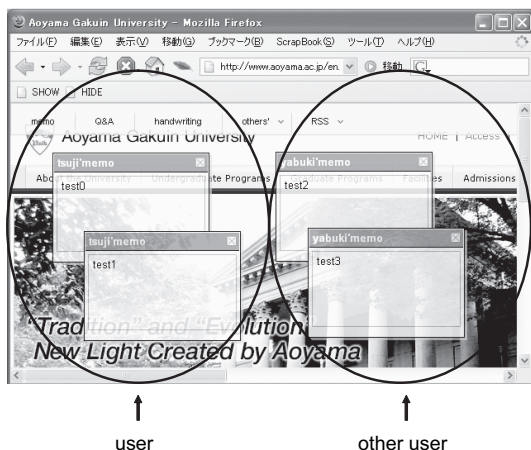 Aoyama Gakuin University - Mozilla Firefox
ファイル(F) 編集(E) 表示(V) 移動(G) ブックマーク(B) ScrapBook(S) ツール(T) ヘルプ(H)
http://www.aoyama.ac.jp/en. 移動
SHOW HIDE
memo Q&A handwriting others' RSS
Aoyama Gakuin University HOME | Access
About the University Undergraduate Programs Graduate Programs Facilities Admissions
tsuji'memo
test0
yabuki'memo
test2
tsuji'memo
test1
yabuki'memo
test3
"Tradition" and "Evolution"
New Light Created by Aoyama
user
other user